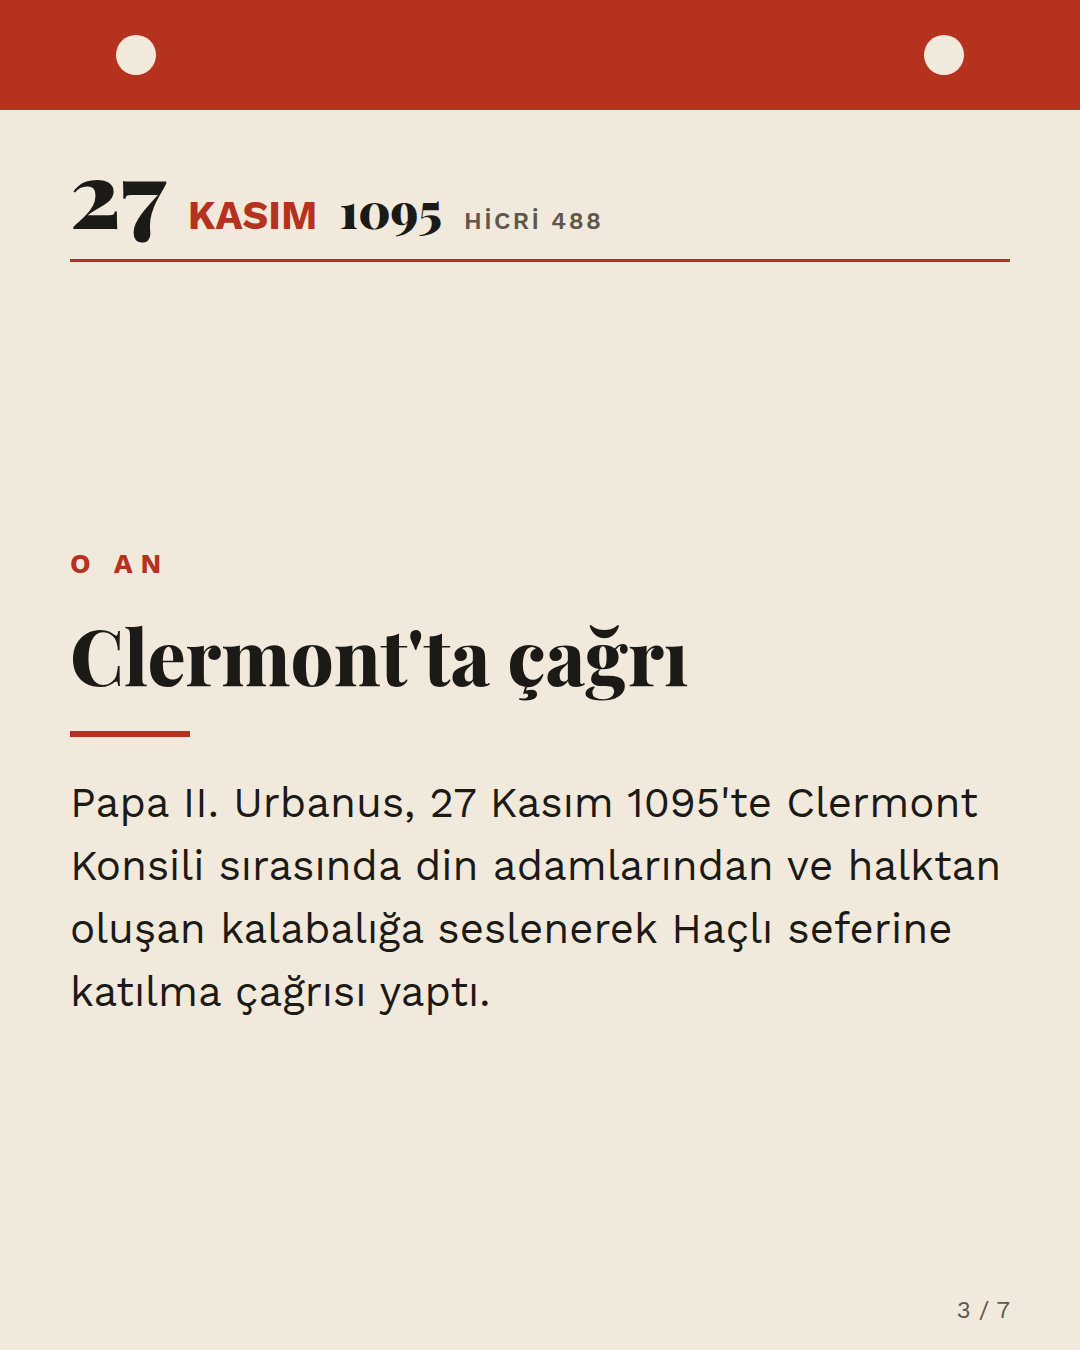 27 KASIM 1095 HİCRİ 488
O AN
Clermont'ta çağrı
Papa II. Urbanus, 27 Kasım 1095'te Clermont
Konsili sırasında din adamlarından ve halktan
oluşan kalabalığa seslenerek Haçlı seferine
katılma çağrısı yaptı.
3 / 7